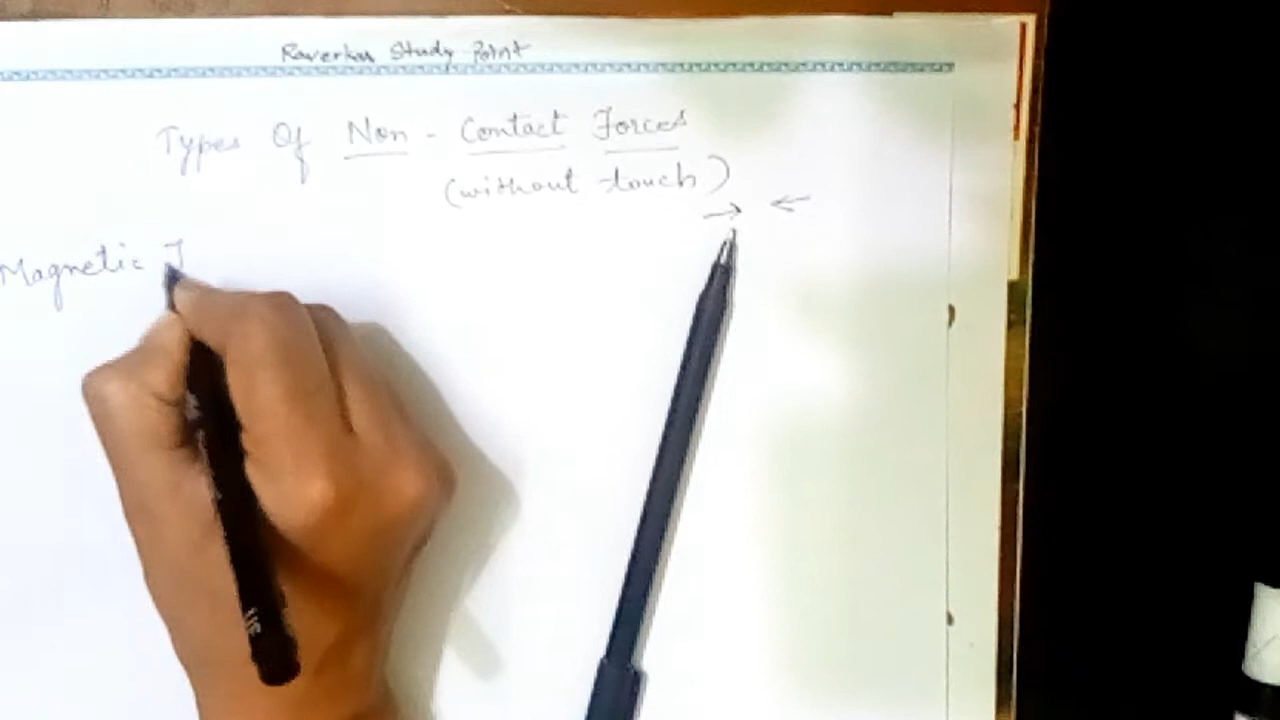 Raverkar Study Point
Types Of Non - Contact Forces
(without touch)
→ ←
Magnetic F